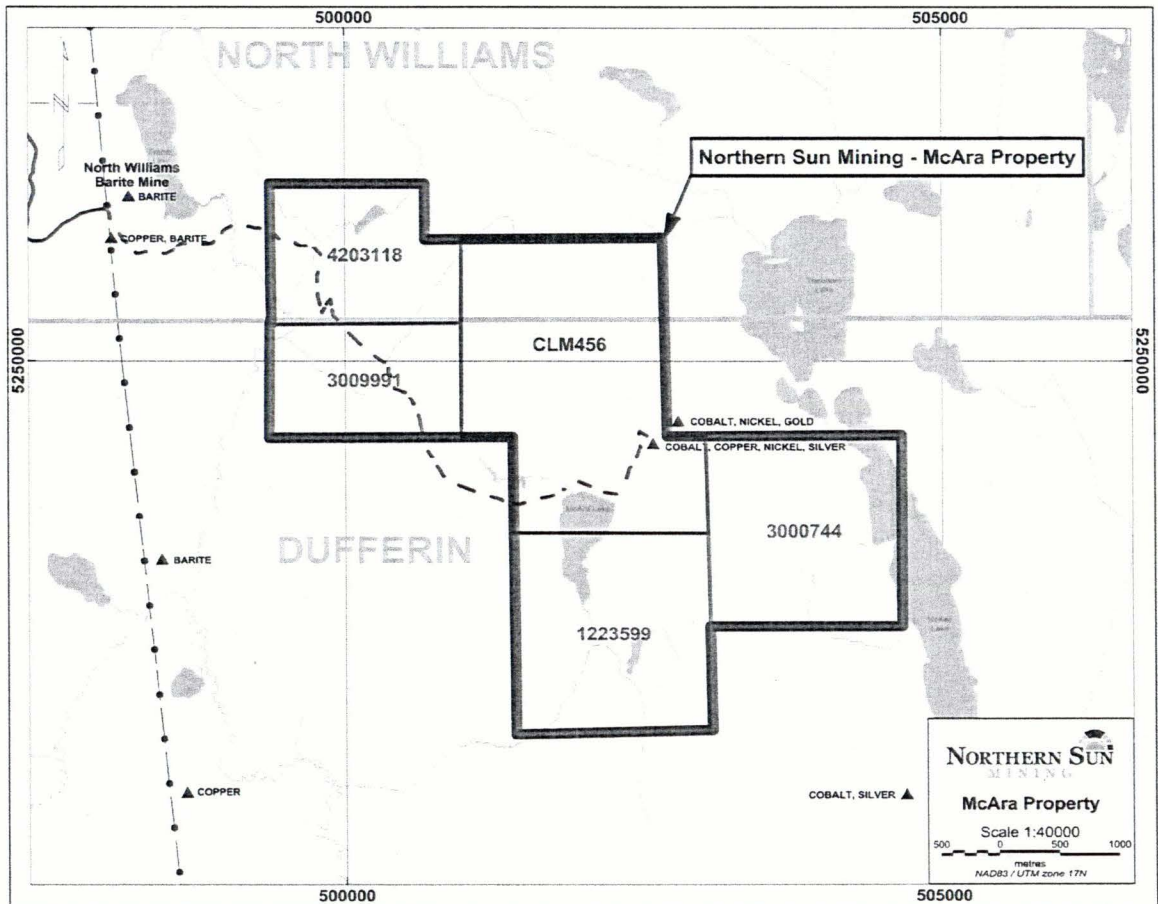 500000
505000
NORTH WILLIAMS
N
Northern Sun Mining - McAra Property
North Williams
Barite Mine
BARITE
COPPER, BARITE
4203118
CLM456
5250000
5250000
3009991
COBALT, NICKEL, GOLD
COBALT, COPPER, NICKEL, SILVER
3000744
DUFFERIN
BARITE
1223599
COPPER
COBALT, SILVER
NORTHERN SUN
MINING
McAra Property
Scale 1:40000
500 0 500 1000
metres
NAD83 / UTM zone 17N
500000
505000